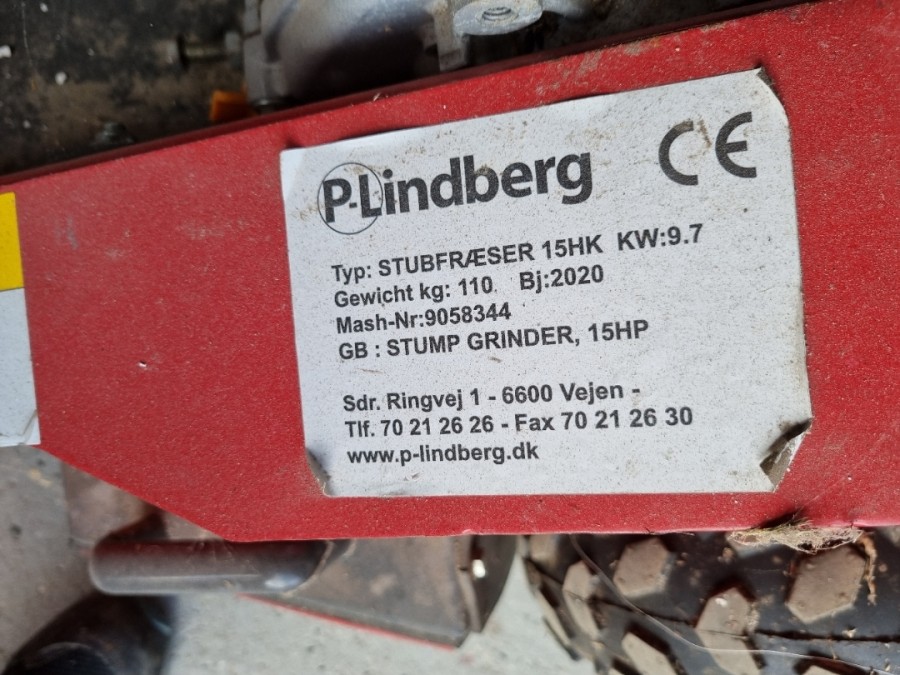 P-Lindberg CE
Typ: STUBFRÆSER 15HK KW:9.7
Gewicht kg: 110 Bj:2020
Mash-Nr:9058344
GB : STUMP GRINDER, 15HP
Sdr. Ringvej 1 - 6600 Vejen -
Tlf. 70 21 26 26 - Fax 70 21 26 30
www.p-lindberg.dk